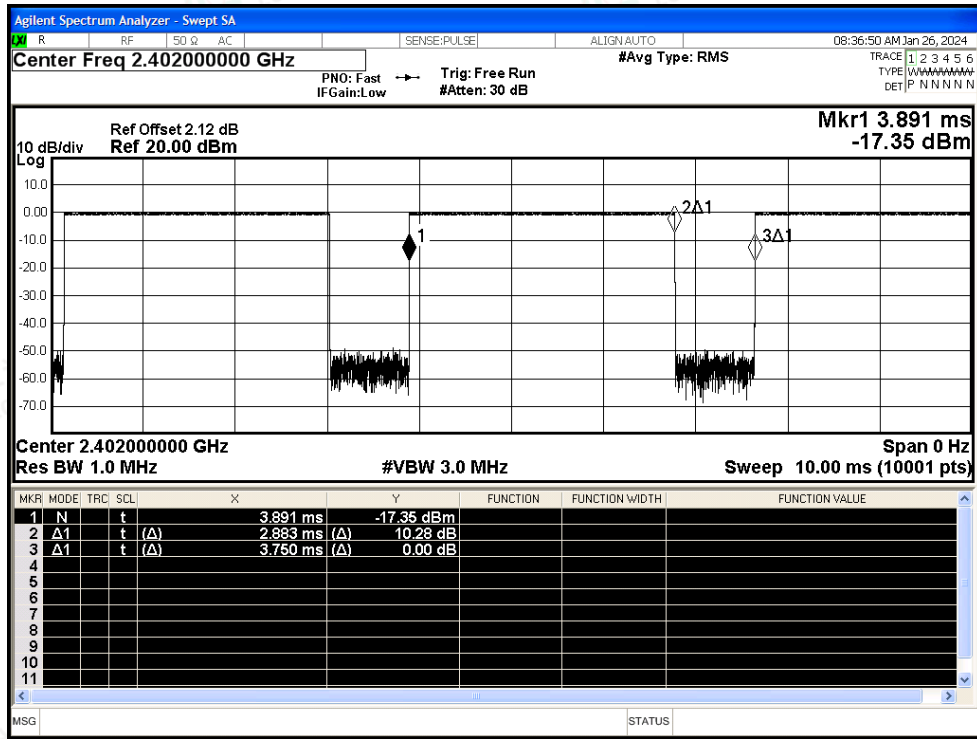 Agilent Spectrum Analyzer - Swept SA
LXI R RF 50 Ω AC SENSE:PULSE ALIGN AUTO 08:36:50 AM Jan 26, 2024
Center Freq 2.402000000 GHz #Avg Type: RMS TRACE 1 2 3 4 5 6
PNO: Fast Trig: Free Run TYPE WWWWWW
IFGain:Low #Atten: 30 dB DET P N N N N N
Mkr1 3.891 ms
Ref Offset 2.12 dB
10 dB/div Ref 20.00 dBm -17.35 dBm
Log
10.0
0.00
2Δ1
-10.0
1
3Δ1
-20.0
-30.0
-40.0
-50.0
-60.0
-70.0
Center 2.402000000 GHz Span 0 Hz
Res BW 1.0 MHz #VBW 3.0 MHz Sweep 10.00 ms (10001 pts)
MKR MODE TRC SCL X Y FUNCTION FUNCTION WIDTH FUNCTION VALUE
1 N t 3.891 ms -17.35 dBm
2 Δ1 t (Δ) 2.883 ms (Δ) 10.28 dB
3 Δ1 t (Δ) 3.750 ms (Δ) 0.00 dB
4
5
6
7
8
9
10
11
MSG STATUS